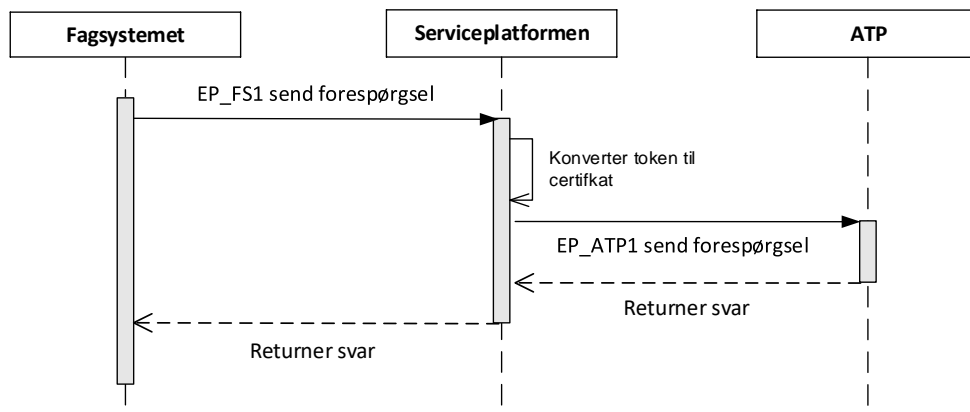 Fagsystemet
Serviceplatformen
ATP
EP_FS1 send forespørgsel
Konverter token til
certifkat
EP_ATP1 send forespørgsel
Returner svar
Returner svar